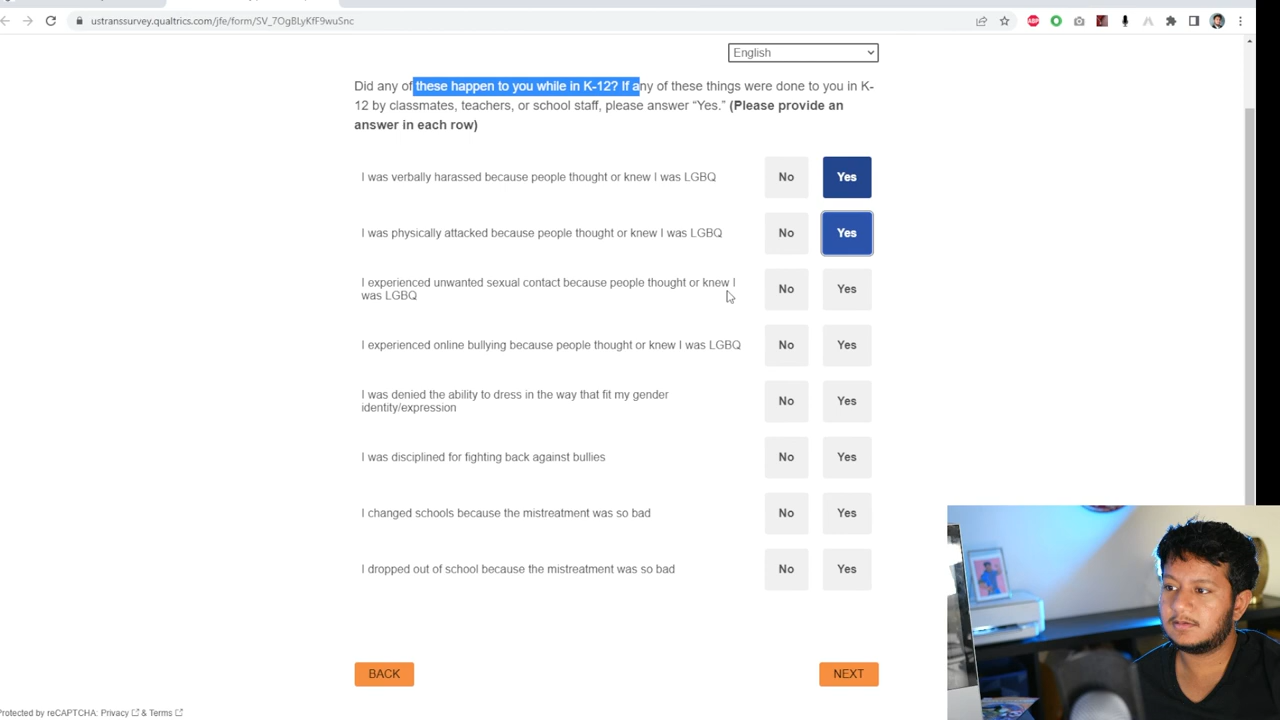 ustranssurvey.qualtrics.com/jfe/form/SV_7OgBLyKfF9wuSnc
English
Did any of these happen to you while in K-12? If any of these things were done to you in K-
12 by classmates, teachers, or school staff, please answer “Yes.” (Please provide an
answer in each row)
I was verbally harassed because people thought or knew I was LGBQ No Yes
I was physically attacked because people thought or knew I was LGBQ No Yes
I experienced unwanted sexual contact because people thought or knew I
was LGBQ No Yes
I experienced online bullying because people thought or knew I was LGBQ No Yes
I was denied the ability to dress in the way that fit my gender
identity/expression No Yes
I was disciplined for fighting back against bullies No Yes
I changed schools because the mistreatment was so bad No Yes
I dropped out of school because the mistreatment was so bad No Yes
BACK NEXT
Protected by reCAPTCHA: Privacy & Terms